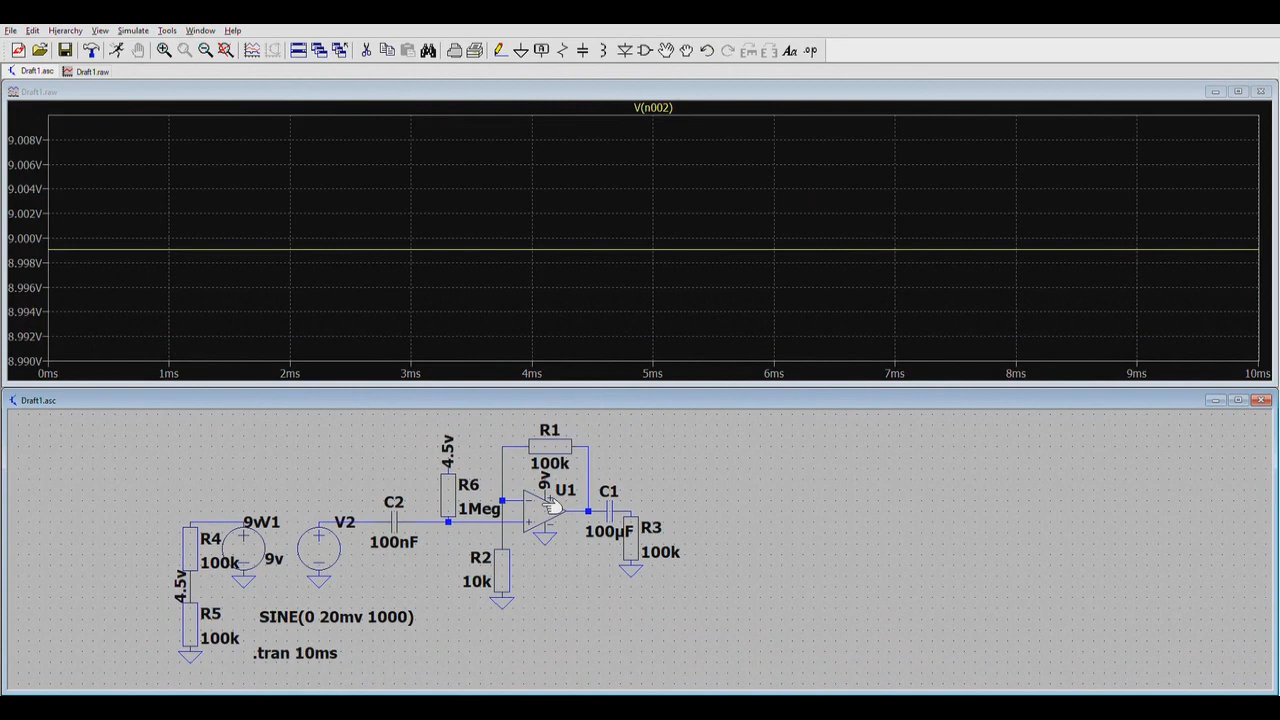 File Edit Hierarchy View Simulate Tools Window Help
Draft1.asc Draft1.raw
Draft1.raw
V(n002)
9.008V
9.006V
9.004V
9.002V
9.000V
8.998V
8.996V
8.994V
8.992V
8.990V
0ms 1ms 2ms 3ms 4ms 5ms 6ms 7ms 8ms 9ms 10ms
Draft1.asc
R1
100k
4.5v
9v
U1
R6
1Meg
C1
100µF
C2
100nF
R3
100k
9v
V1
9v
V2
R4
100k
4.5v
R5
100k
R2
10k
SINE(0 20mv 1000)
.tran 10ms